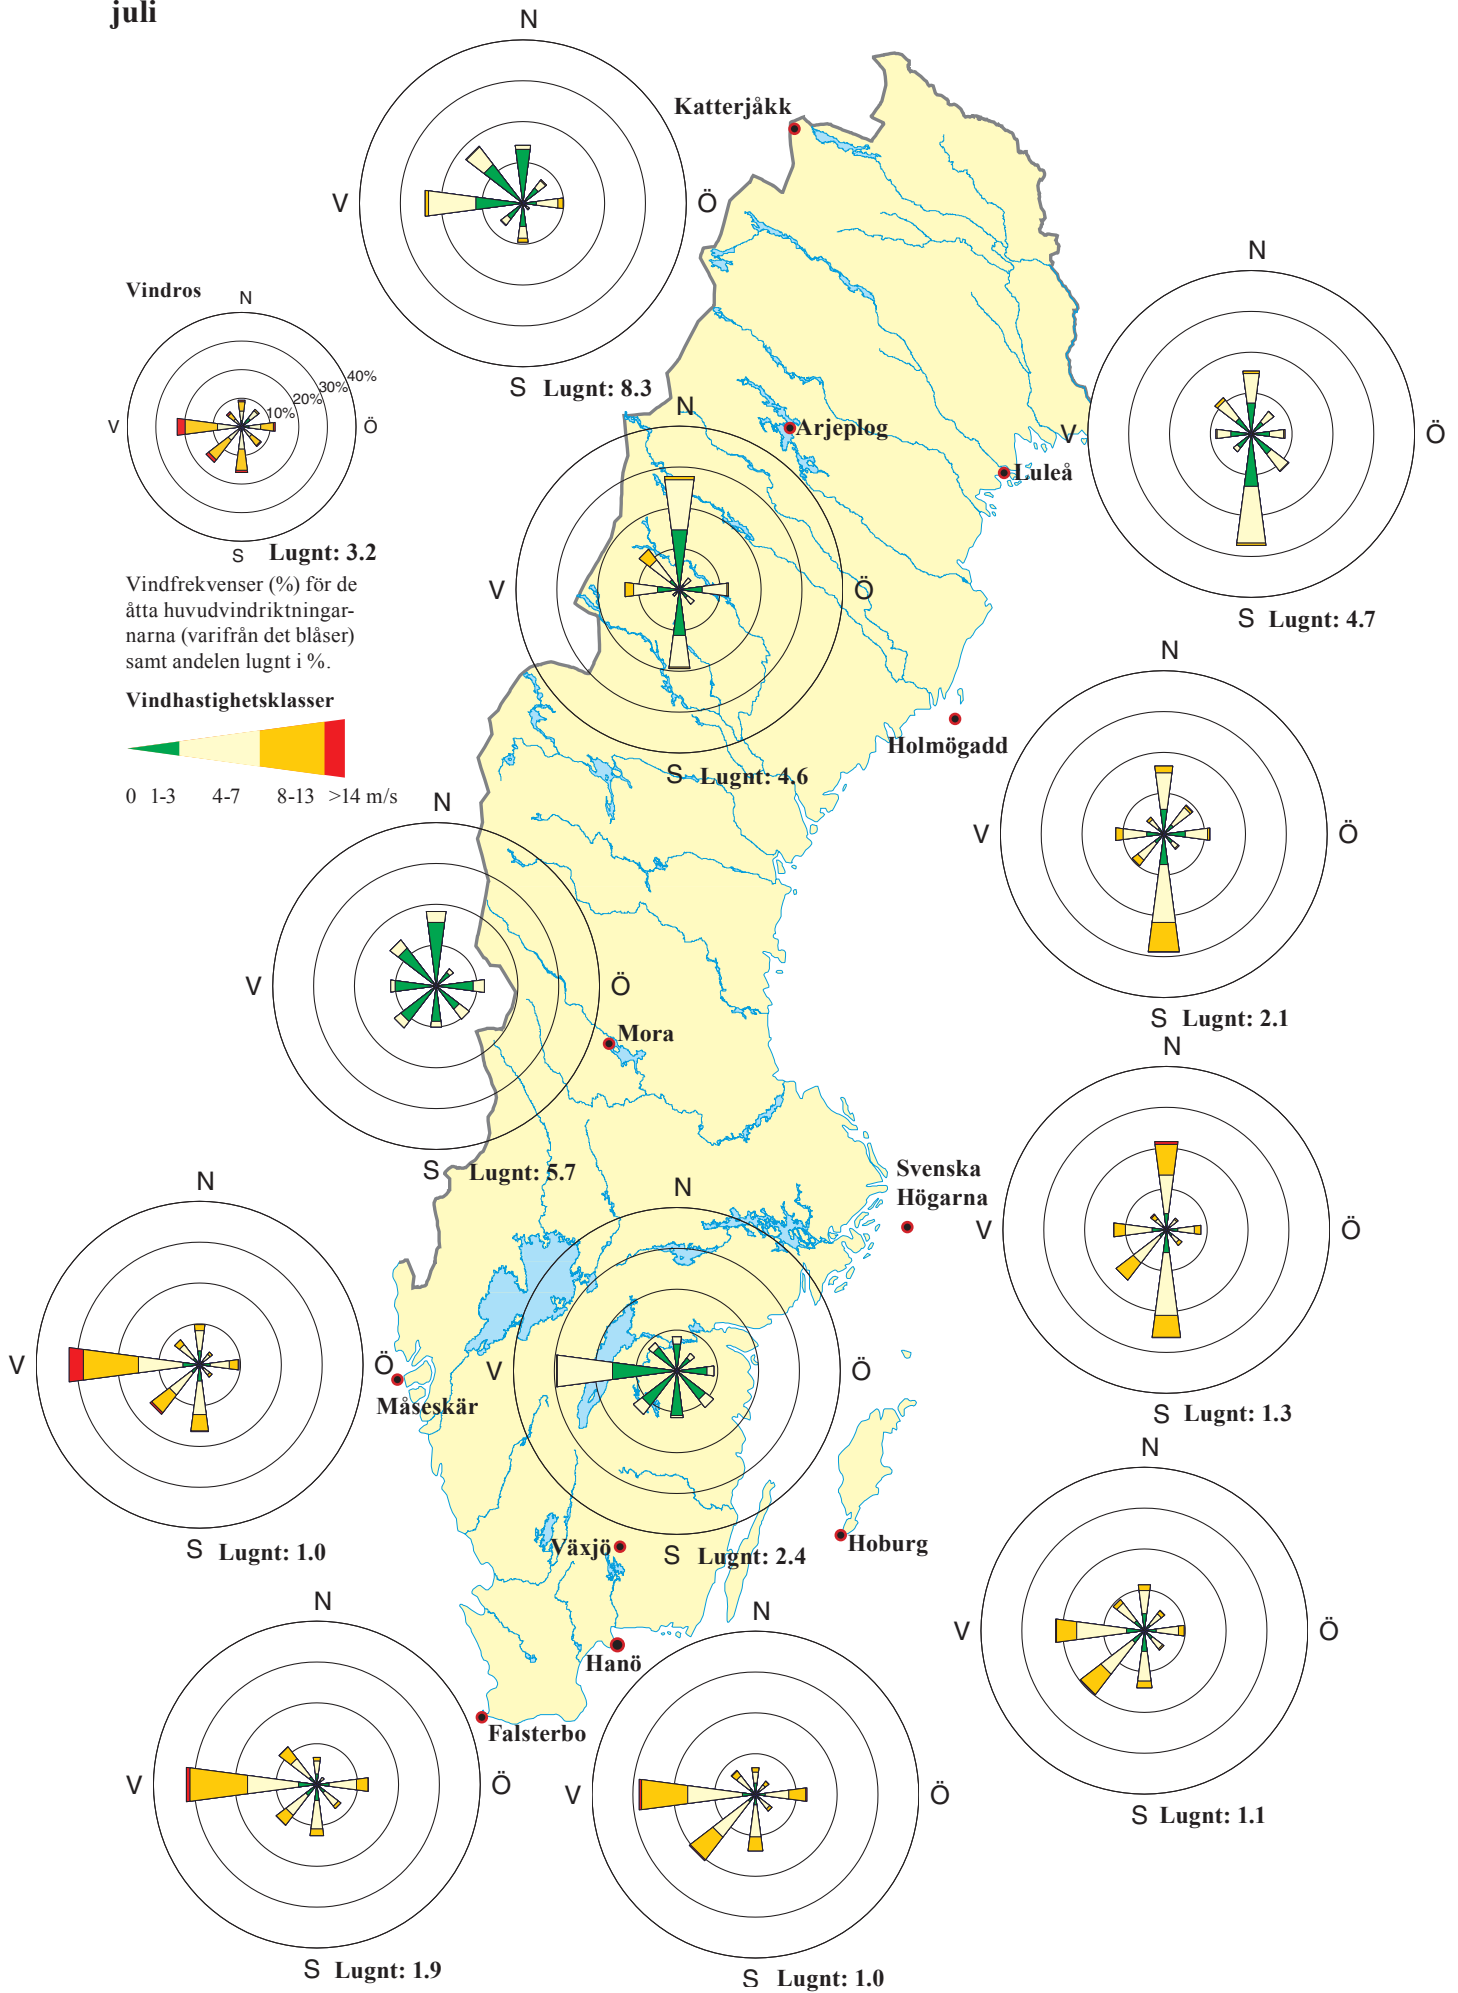 juli
N
Katterjåkk
V
Ö
S Lugnt: 8.3
Vindros
N
40%
30%
20%
10%
V
Ö
S
Lugnt: 3.2
Vindfrekvenser (%) för de
åtta huvudvindriktningar-
narna (varifrån det blåser)
samt andelen lugnt i %.
Vindhastighetsklasser
0 1-3 4-7 8-13 >14 m/s
N
Arjeplog
Luleå
V
Ö
S Lugnt: 4.6
N
V
Ö
S Lugnt: 4.7
Holmögadd
N
V
Ö
S Lugnt: 2.1
N
V
Ö
Mora
S Lugnt: 5.7
N
Svenska
Högarna
V
Ö
S Lugnt: 1.3
N
V
Ö
Måseskär
S Lugnt: 1.0
N
V
Ö
Växjö
S Lugnt: 2.4
Hoburg
N
V
Ö
S Lugnt: 1.1
Hanö
Falsterbo
N
V
Ö
S Lugnt: 1.9
N
V
Ö
S Lugnt: 1.0